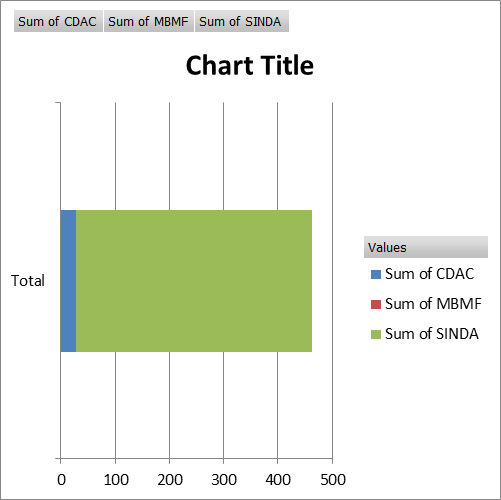 Sum of CDAC Sum of MBMF Sum of SINDA
Chart Title
Total
Values
Sum of CDAC
Sum of MBMF
Sum of SINDA
0 100 200 300 400 500